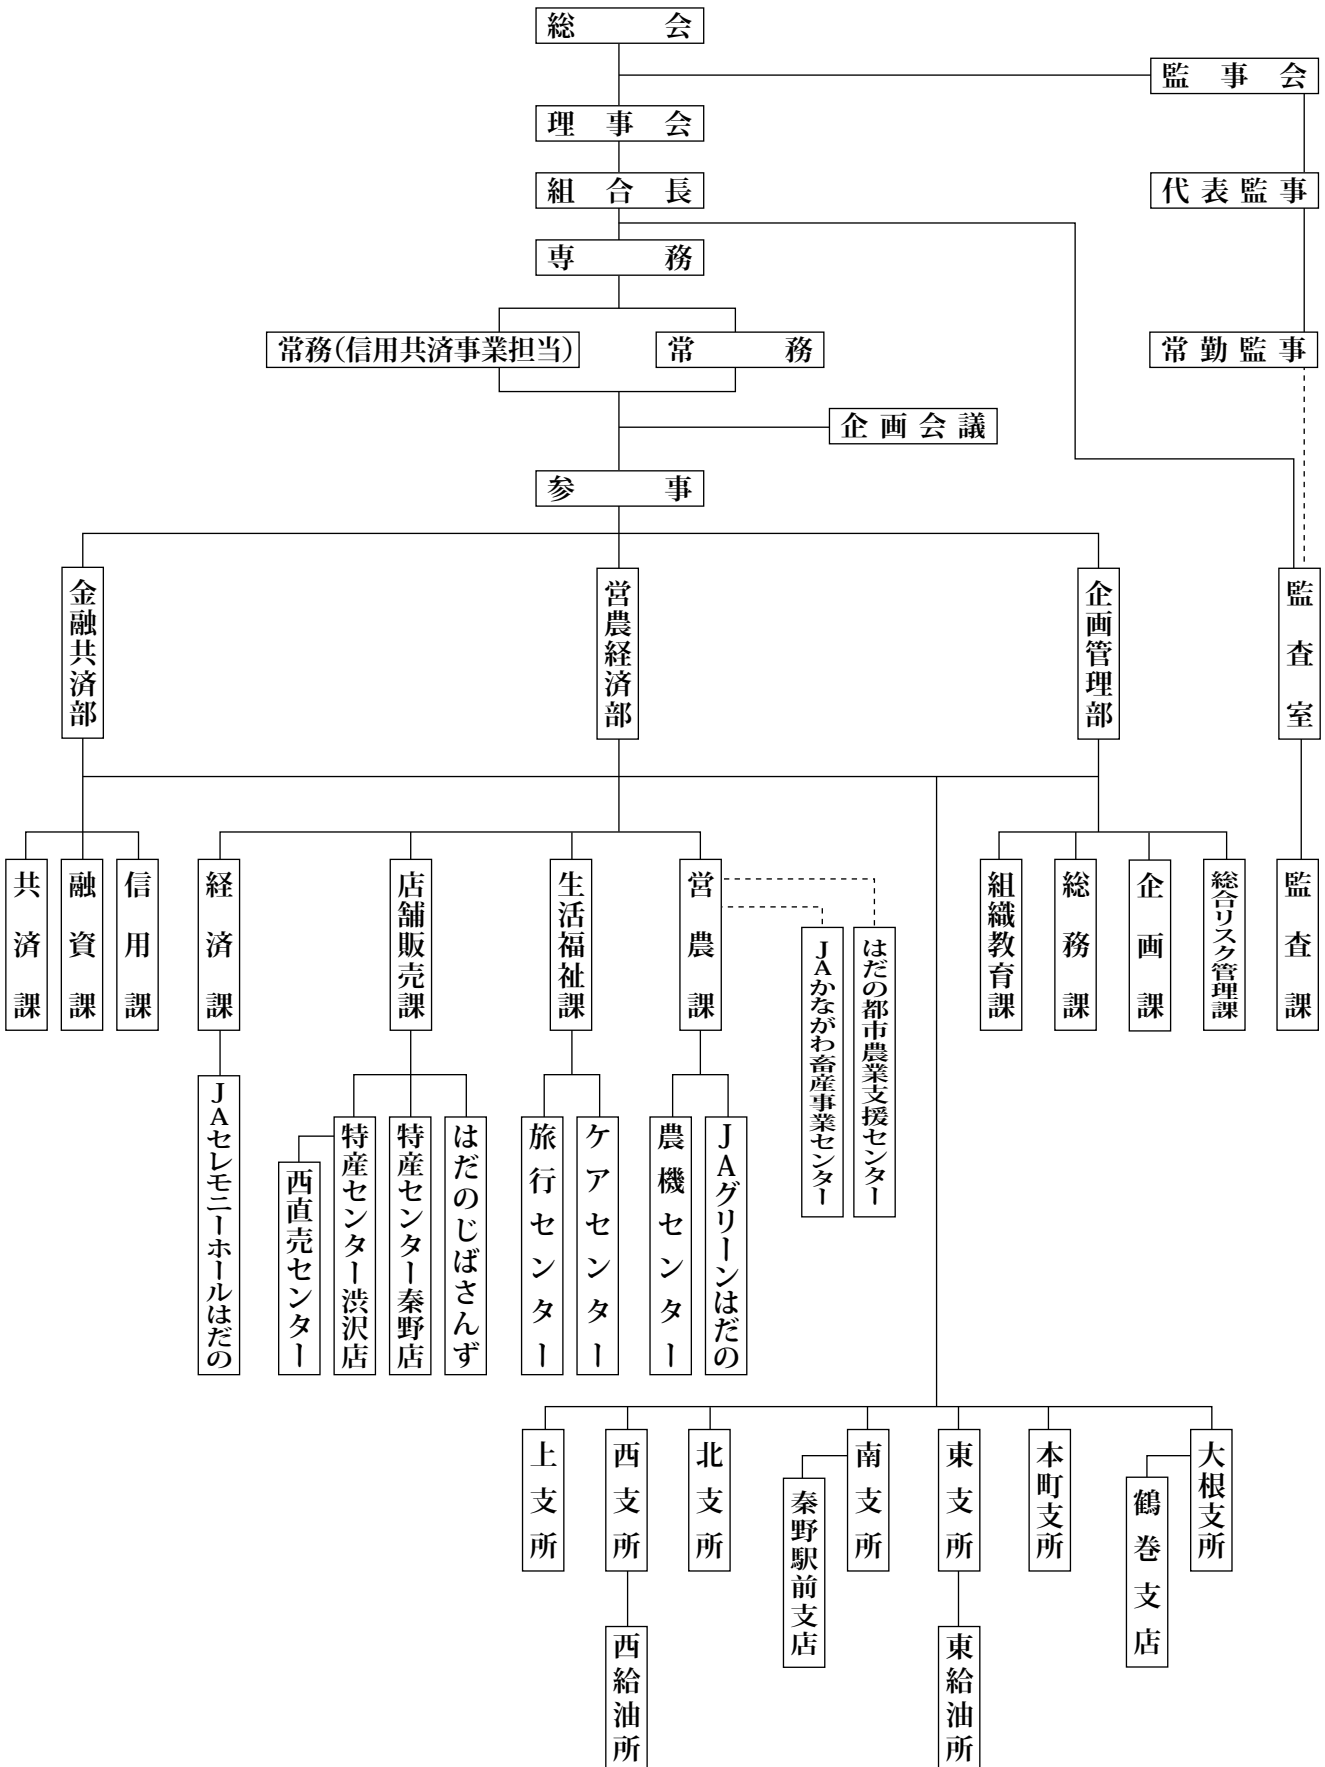 総会
監事会
理事会
組合長
代表監事
専務
常務(信用共済事業担当)
常務
常勤監事
企画会議
参事
金融共済部
営農経済部
企画管理部
監査室
共済課
融資課
信用課
経済課
店舗販売課
生活福祉課
営農課
JAかながわ畜産事業センター
はだの都市農業支援センター
組織教育課
総務課
企画課
総合リスク管理課
監査課
JAセレモニーホールはだの
西直売センター
特産センター渋沢店
特産センター秦野店
はだのじばさんず
旅行センター
ケアセンター
農機センター
JAグリーンはだの
上支所
西支所
北支所
秦野駅前支店
南支所
東支所
本町支所
鶴巻支店
大根支所
西給油所
東給油所